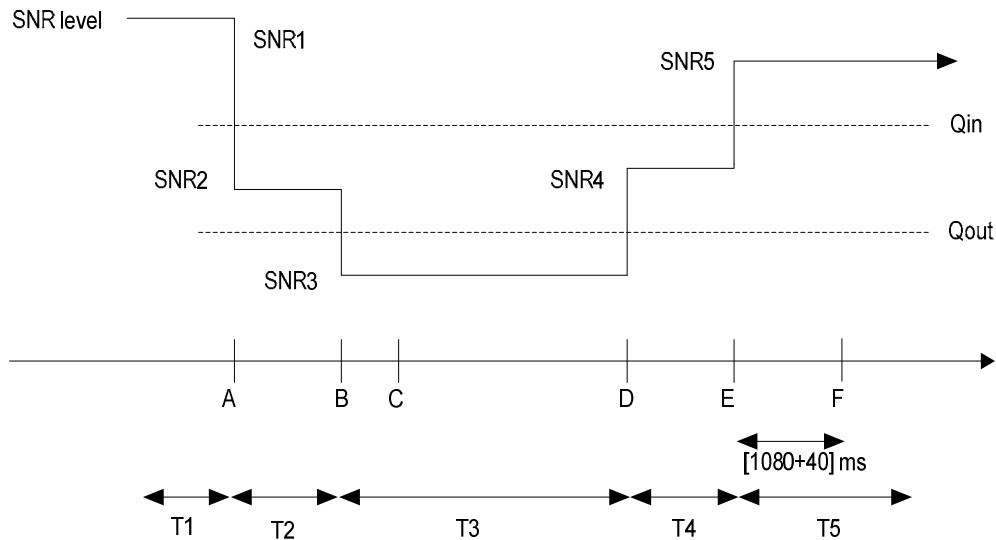 SNR level
SNR1
SNR5
Qin
SNR2
SNR4
Qout
SNR3
A
B
C
D
E
F
[1080+40] ms
T1
T2
T3
T4
T5